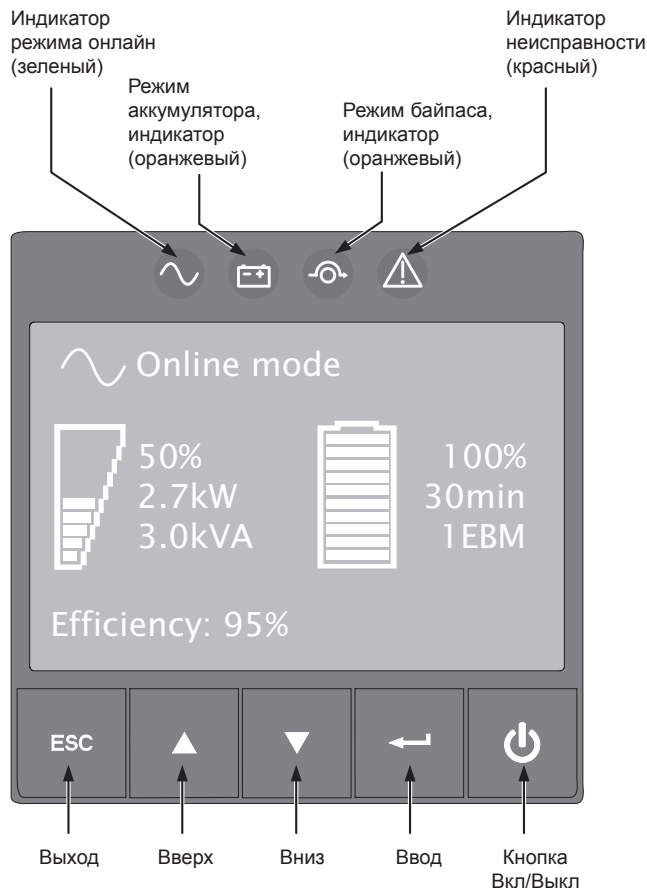 Индикатор
режима онлайн
(зеленый)
Режим
аккумулятора,
индикатор
(оранжевый)
Режим байпаса,
индикатор
(оранжевый)
Индикатор
неисправности
(красный)
Online mode
50%
2.7kW
3.0kVA
100%
30min
1EBM
Efficiency: 95%
ESC
Выход
Вверх
Вниз
Ввод
Кнопка
Вкл/Выкл